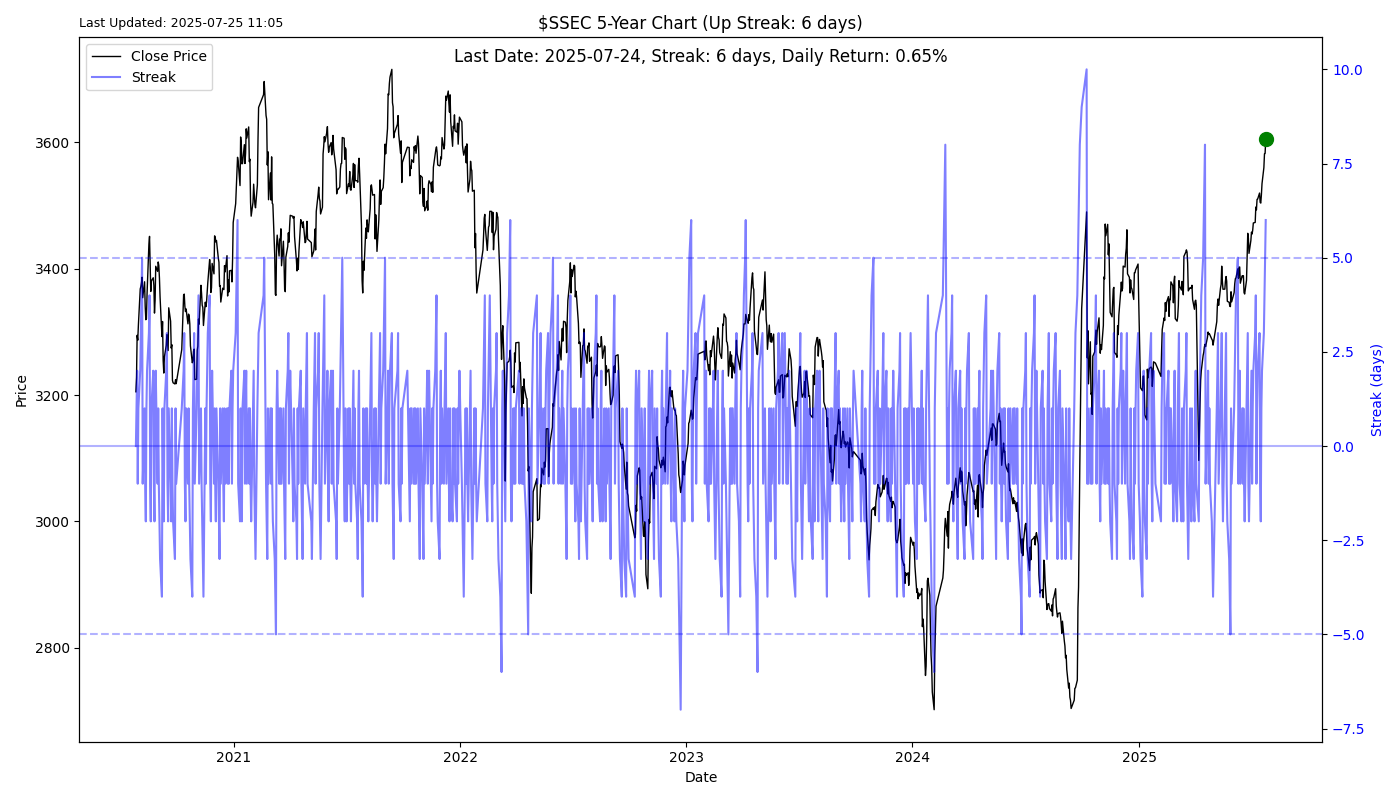 Last Updated: 2025-07-25 11:05
$SSEC 5-Year Chart (Up Streak: 6 days)
Last Date: 2025-07-24, Streak: 6 days, Daily Return: 0.65%
Close Price
Streak
3600
3400
3200
3000
2800
Price
10.0
7.5
5.0
2.5
0.0
−2.5
−5.0
−7.5
Streak (days)
2021
2022
2023
2024
2025
Date